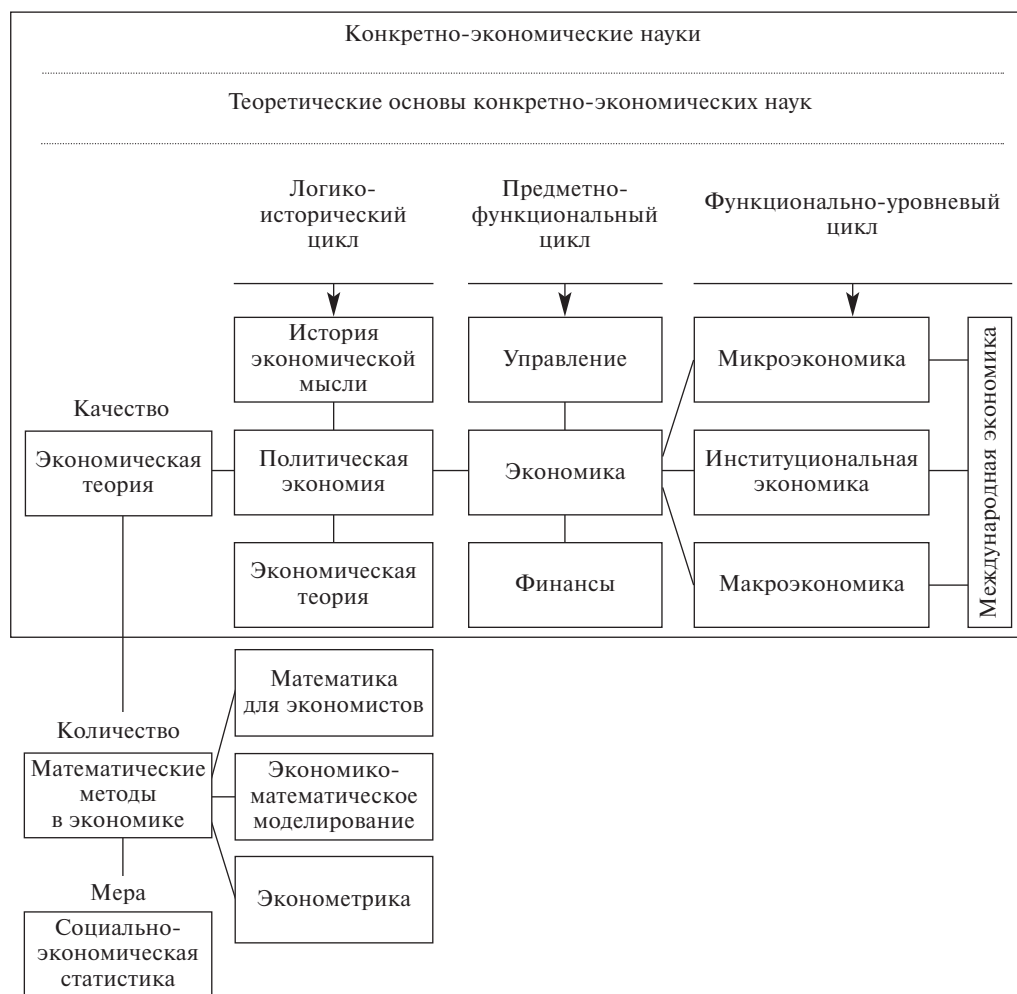 Конкретно-экономические науки
Теоретические основы конкретно-экономических наук
Логико-
исторический
цикл
Предметно-
функциональный
цикл
Функционально-уровневый
цикл
История
экономической
мысли
Управление
Микроэкономика
Международная экономика
Качество
Экономическая
теория
Политическая
экономия
Экономика
Институциональная
экономика
Экономическая
теория
Финансы
Макроэкономика
Количество
Математические
методы
в экономике
Математика
для экономистов
Экономико-
математическое
моделирование
Эконометрика
Мера
Социально-
экономическая
статистика